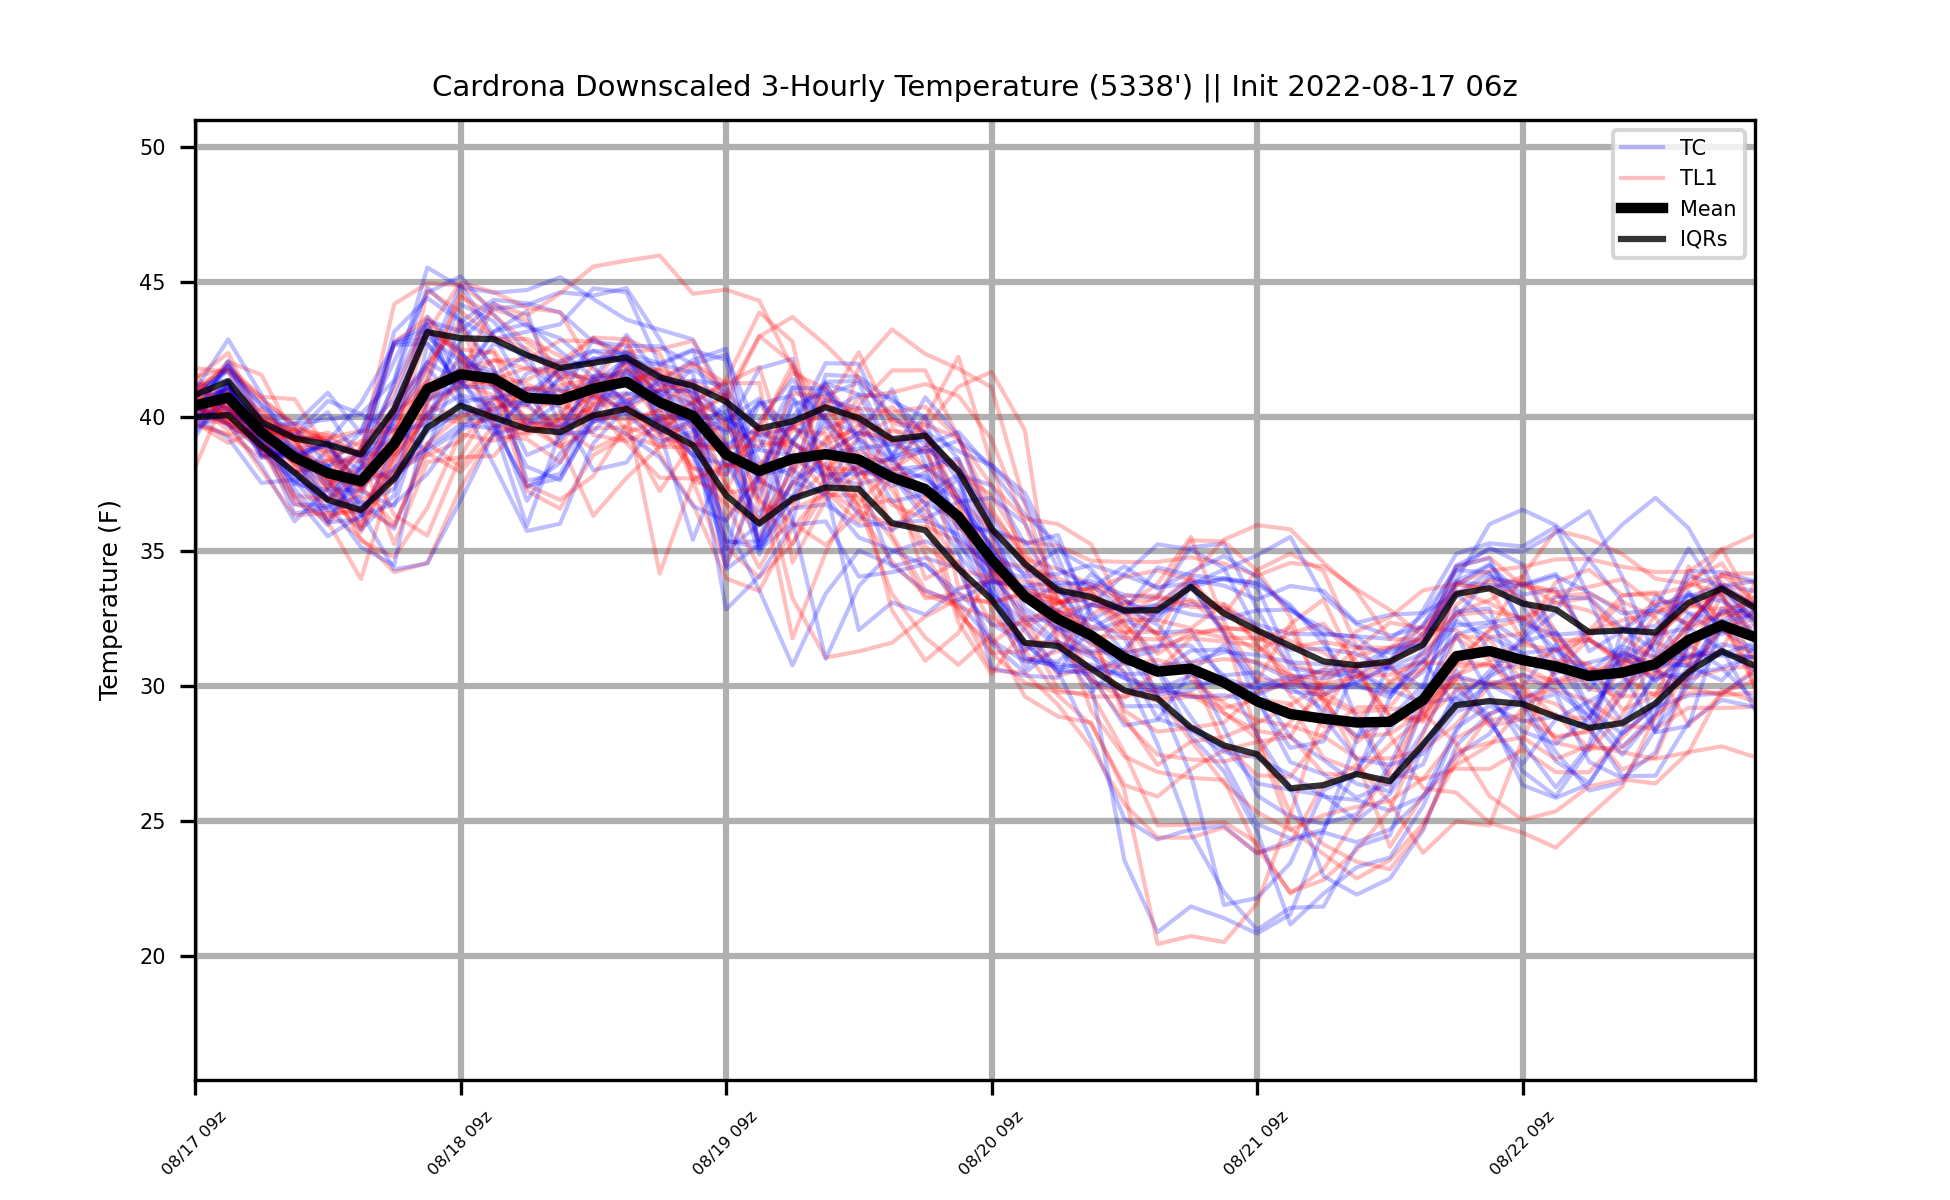 Cardrona Downscaled 3-Hourly Temperature (5338') || Init 2022-08-17 06z
TC
TL1
Mean
IQRs
Temperature (F)
50
45
40
35
30
25
20
08/17 09z
08/18 09z
08/19 09z
08/20 09z
08/21 09z
08/22 09z